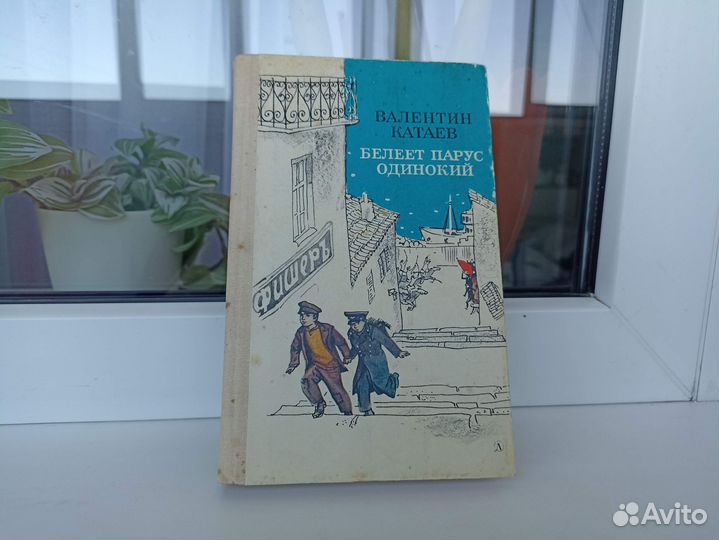 ВАЛЕНТИН
КАТАЕВ
БЕЛЕЕТ ПАРУС
ОДИНОКИЙ
ФИШЕРЪ
Д
Avito